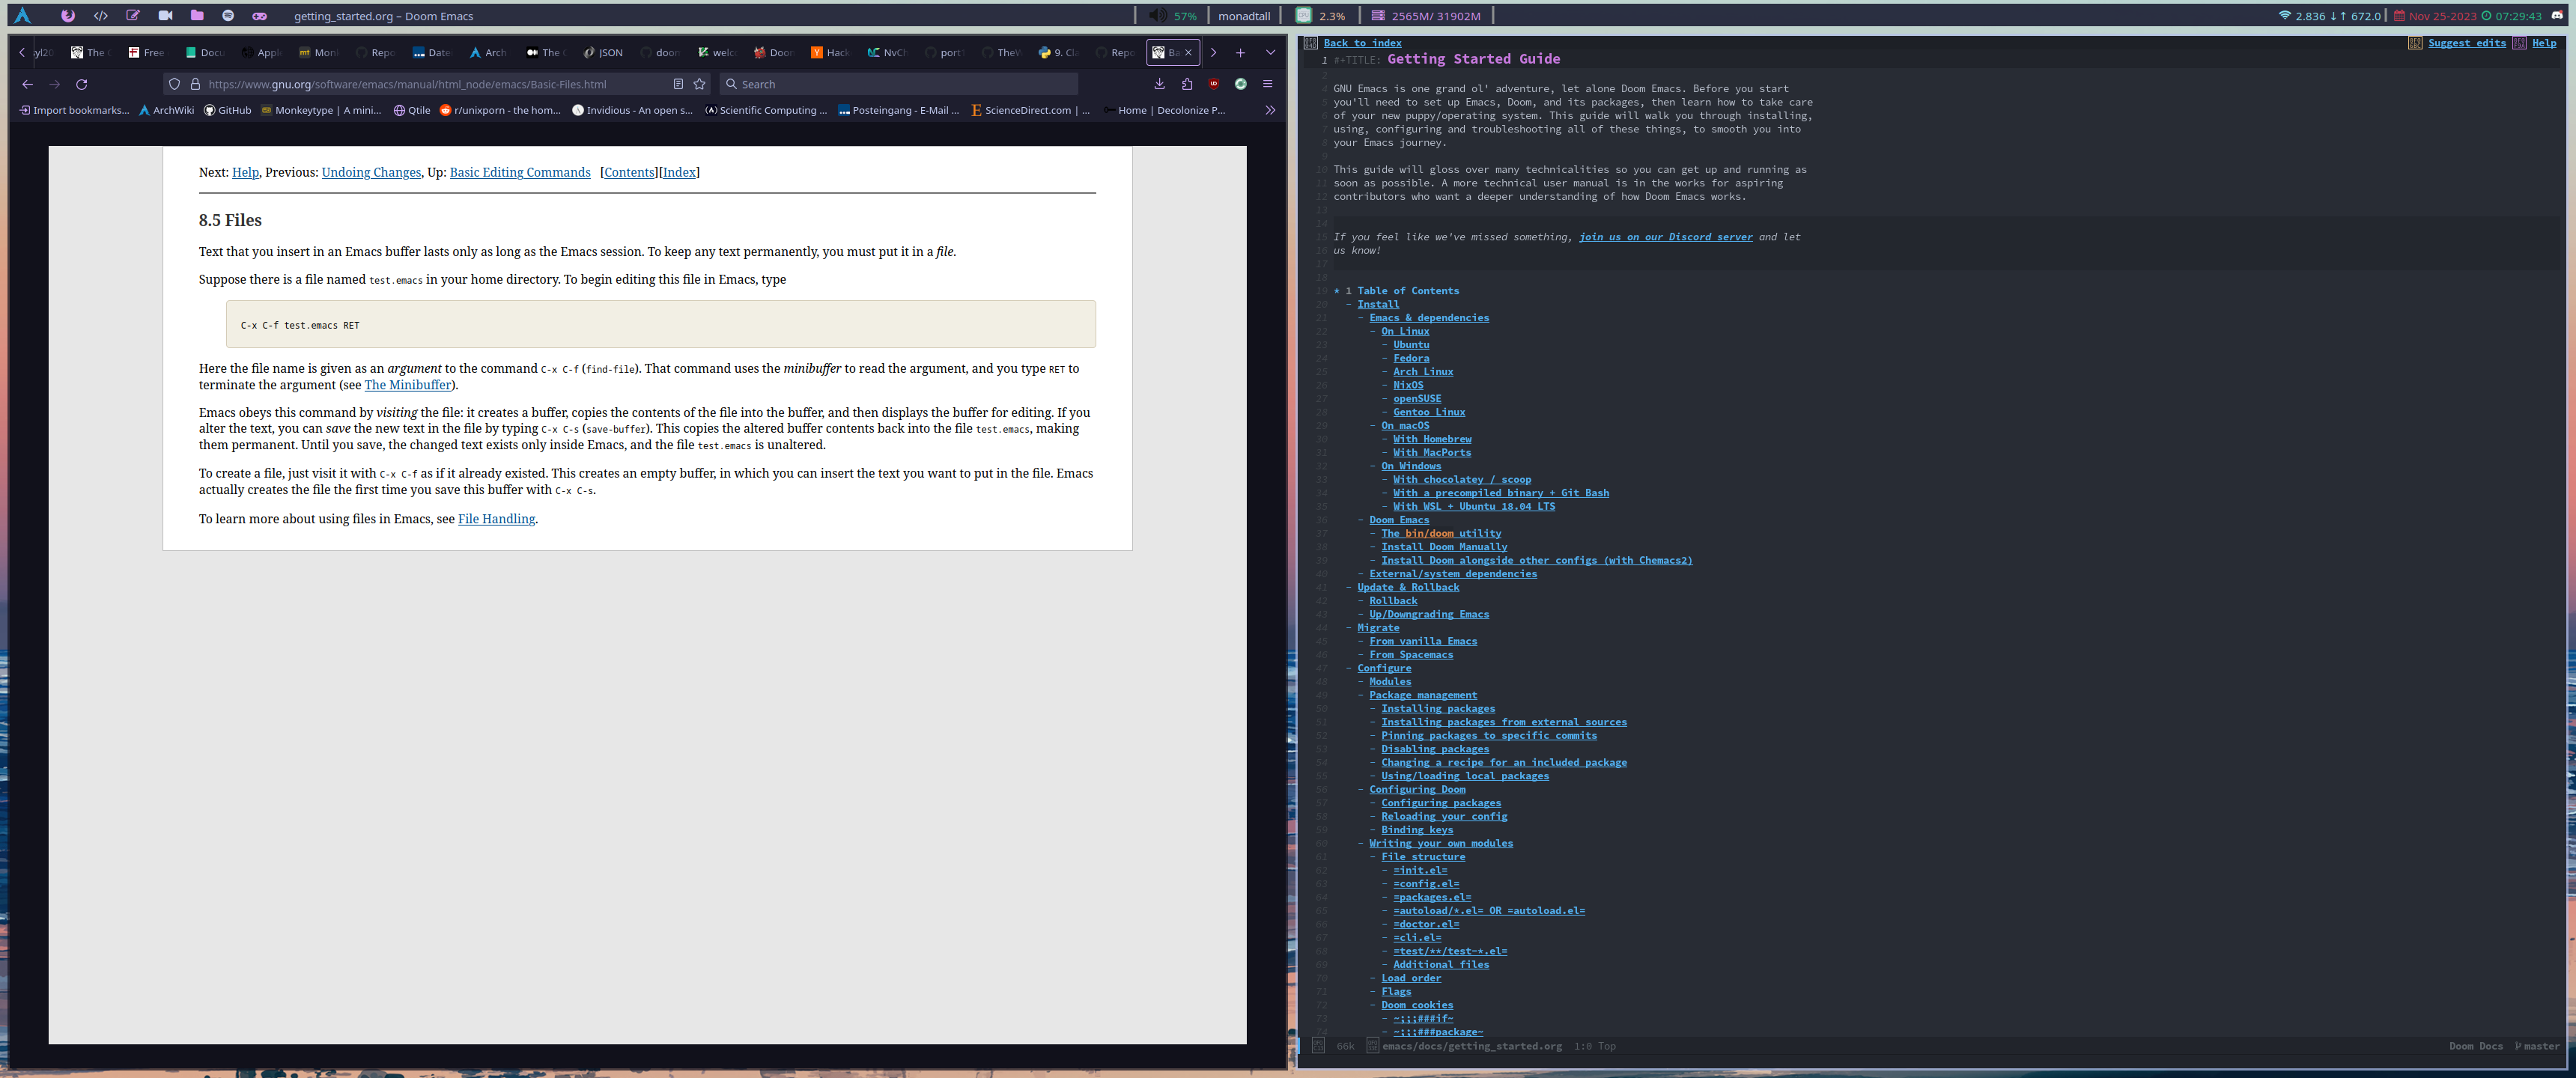 getting_started.org – Doom Emacs
57%
monadtall
2.3%
2565M/ 31902M
2.836 ↓↑ 672.0
Nov 25-2023
07:29:43
yl20
The
Free
Docu
Appl
Moni
Repo
Date
Arch
The
JSON
doon
welc
Doon
Hack
NvCh
port
TheV
9. Cla
Repo
Ba
https://www.gnu.org/software/emacs/manual/html_node/emacs/Basic-Files.html
Search
Import bookmarks...
ArchWiki
GitHub
Monkeytype | A mini...
Qtile
r/unixporn - the hom...
Invidious - An open s...
Scientific Computing ...
Posteingang - E-Mail ...
ScienceDirect.com | ...
Home | Decolonize P...
Next: Help, Previous: Undoing Changes, Up: Basic Editing Commands [Contents][Index]
8.5 Files
Text that you insert in an Emacs buffer lasts only as long as the Emacs session. To keep any text permanently, you must put it in a file.
Suppose there is a file named test.emacs in your home directory. To begin editing this file in Emacs, type
C-x C-f test.emacs RET
Here the file name is given as an argument to the command C-x C-f (find-file). That command uses the minibuffer to read the argument, and you type RET to
terminate the argument (see The Minibuffer).
Emacs obeys this command by visiting the file: it creates a buffer, copies the contents of the file into the buffer, and then displays the buffer for editing. If you
alter the text, you can save the new text in the file by typing C-x C-s (save-buffer). This copies the altered buffer contents back into the file test.emacs, making
them permanent. Until you save, the changed text exists only inside Emacs, and the file test.emacs is unaltered.
To create a file, just visit it with C-x C-f as if it already existed. This creates an empty buffer, in which you can insert the text you want to put in the file. Emacs
actually creates the file the first time you save this buffer with C-x C-s.
To learn more about using files in Emacs, see File Handling.
Back to index
Suggest edits
Help
1 #+TITLE: Getting Started Guide
GNU Emacs is one grand ol' adventure, let alone Doom Emacs. Before you start
you'll need to set up Emacs, Doom, and its packages, then learn how to take care
of your new puppy/operating system. This guide will walk you through installing,
using, configuring and troubleshooting all of these things, to smooth you into
your Emacs journey.
This guide will gloss over many technicalities so you can get up and running as
soon as possible. A more technical user manual is in the works for aspiring
contributors who want a deeper understanding of how Doom Emacs works.
If you feel like we've missed something, join us on our Discord server and let
us know!
* 1 Table of Contents
- Install
- Emacs & dependencies
- On Linux
- Ubuntu
- Fedora
- Arch Linux
- NixOS
- openSUSE
- Gentoo Linux
- On macOS
- With Homebrew
- With MacPorts
- On Windows
- With chocolatey / scoop
- With a precompiled binary + Git Bash
- With WSL + Ubuntu 18.04 LTS
- Doom Emacs
- The bin/doom utility
- Install Doom Manually
- Install Doom alongside other configs (with Chemacs2)
- External/system dependencies
- Update & Rollback
- Rollback
- Up/Downgrading Emacs
- Migrate
- From vanilla Emacs
- From Spacemacs
- Configure
- Modules
- Package management
- Installing packages
- Installing packages from external sources
- Pinning packages to specific commits
- Disabling packages
- Changing a recipe for an included package
- Using/loading local packages
- Configuring Doom
- Configuring packages
- Reloading your config
- Binding keys
- Writing your own modules
- File structure
- =init.el=
- =config.el=
- =packages.el=
- =autoload/*.el= OR =autoload.el=
- =doctor.el=
- =cli.el=
- =test/**/test-*.el=
- Additional files
- Load order
- Flags
- Doom cookies
- ~;;;###if~
- ~;;;###package~
66k emacs/docs/getting_started.org 1:0 Top
Doom Docs
master